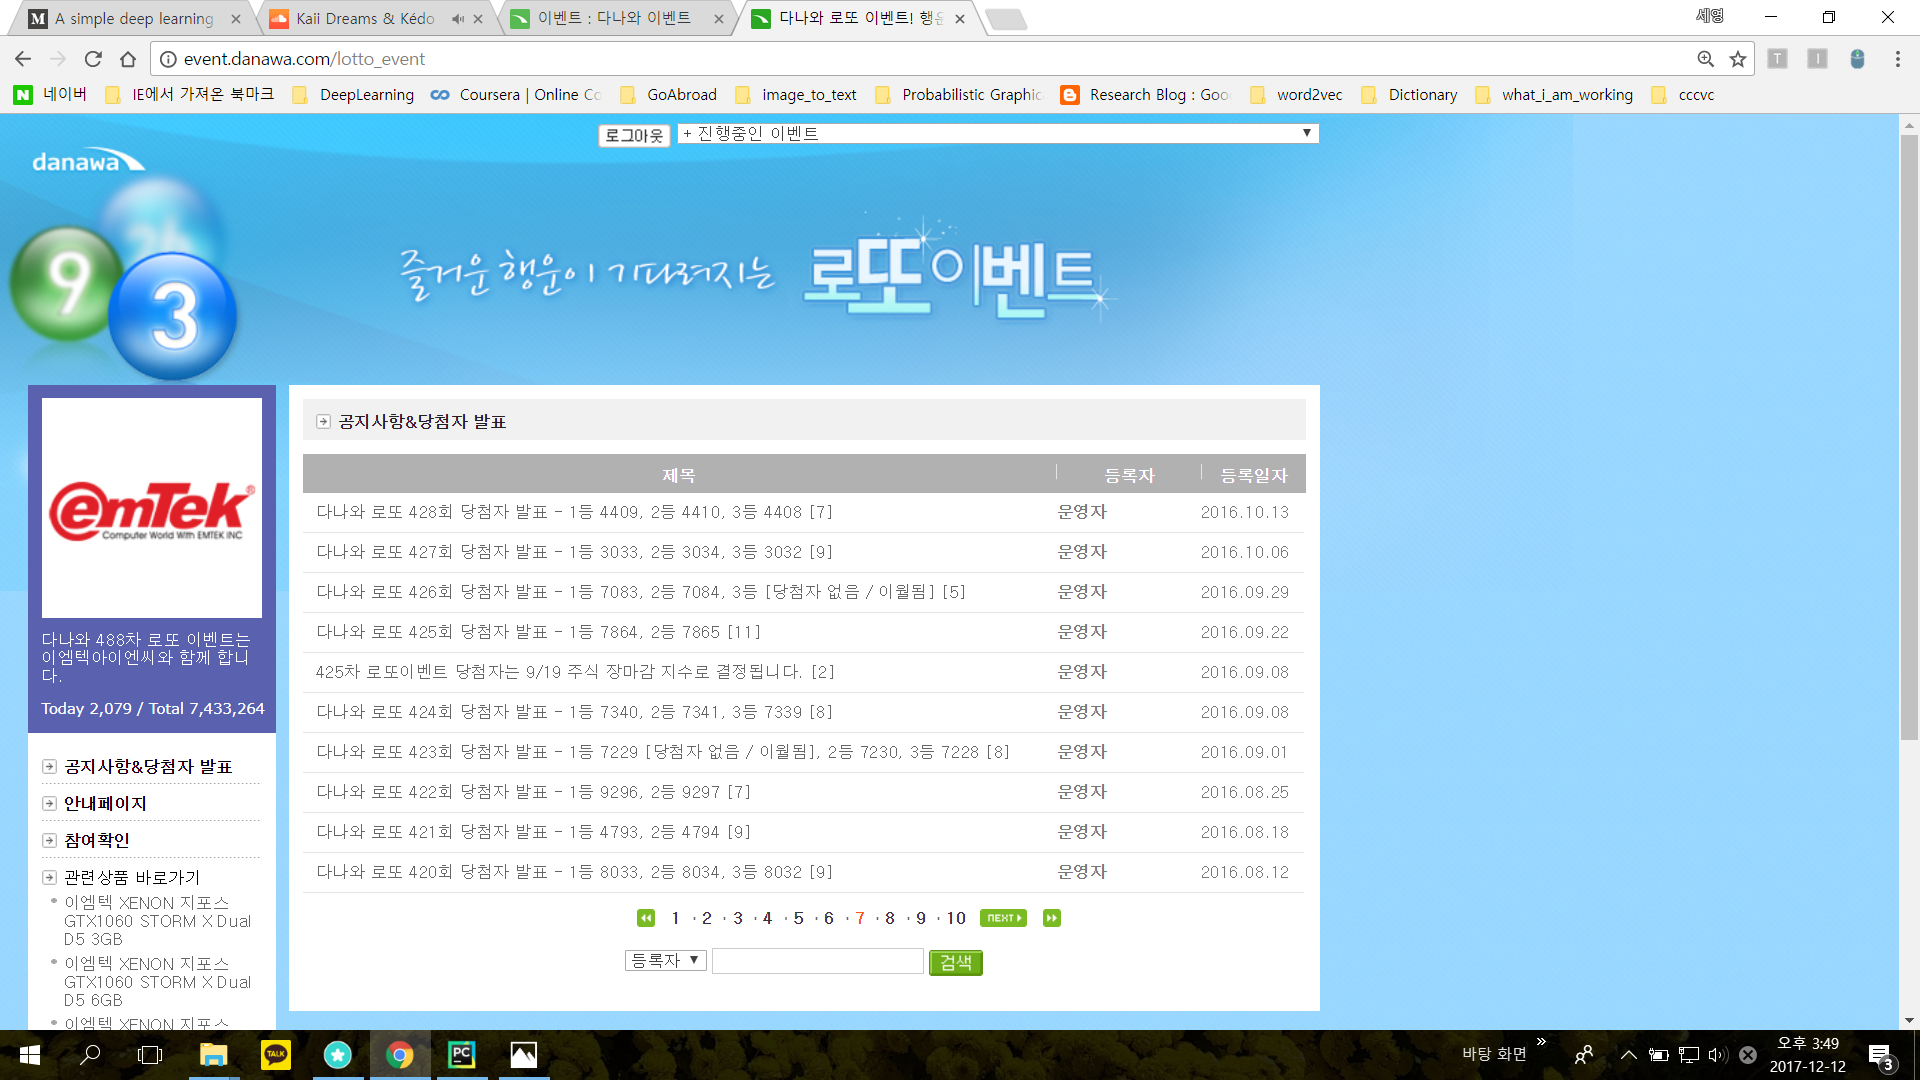 A simple deep learning
Kaii Dreams & Kédo
이벤트 : 다나와 이벤트
다나와 로또 이벤트! 행운
세영
event.danawa.com/lotto_event
네이버
IE에서 가져온 북마크
DeepLearning
Coursera | Online Co
GoAbroad
image_to_text
Probabilistic Graphic
Research Blog : Goo
word2vec
Dictionary
what_i_am_working
cccvc
로그아웃
+ 진행중인 이벤트
danawa
26
9
3
즐거운 행운이 기다려지는 로또이벤트
emTek
Computer World With EMTEK INC
다나와 488차 로또 이벤트는
이엠텍아이엔씨와 함께 합니
다.
Today 2,079 / Total 7,433,264
공지사항&당첨자 발표
안내페이지
참여확인
관련상품 바로가기
이엠텍 XENON 지포스
GTX1060 STORM X Dual
D5 3GB
이엠텍 XENON 지포스
GTX1060 STORM X Dual
D5 6GB
이엠텍 XENON 지포스
공지사항&당첨자 발표
제목 등록자 등록일자
다나와 로또 428회 당첨자 발표 - 1등 4409, 2등 4410, 3등 4408 [7] 운영자 2016.10.13
다나와 로또 427회 당첨자 발표 - 1등 3033, 2등 3034, 3등 3032 [9] 운영자 2016.10.06
다나와 로또 426회 당첨자 발표 - 1등 7083, 2등 7084, 3등 [당첨자 없음 / 이월됨] [5] 운영자 2016.09.29
다나와 로또 425회 당첨자 발표 - 1등 7864, 2등 7865 [11] 운영자 2016.09.22
425차 로또이벤트 당첨자는 9/19 주식 장마감 지수로 결정됩니다. [2] 운영자 2016.09.08
다나와 로또 424회 당첨자 발표 - 1등 7340, 2등 7341, 3등 7339 [8] 운영자 2016.09.08
다나와 로또 423회 당첨자 발표 - 1등 7229 [당첨자 없음 / 이월됨], 2등 7230, 3등 7228 [8] 운영자 2016.09.01
다나와 로또 422회 당첨자 발표 - 1등 9296, 2등 9297 [7] 운영자 2016.08.25
다나와 로또 421회 당첨자 발표 - 1등 4793, 2등 4794 [9] 운영자 2016.08.18
다나와 로또 420회 당첨자 발표 - 1등 8033, 2등 8034, 3등 8032 [9] 운영자 2016.08.12
1 · 2 · 3 · 4 · 5 · 6 · 7 · 8 · 9 · 10 NEXT
등록자 검색
바탕 화면
오후 3:49
2017-12-12
3